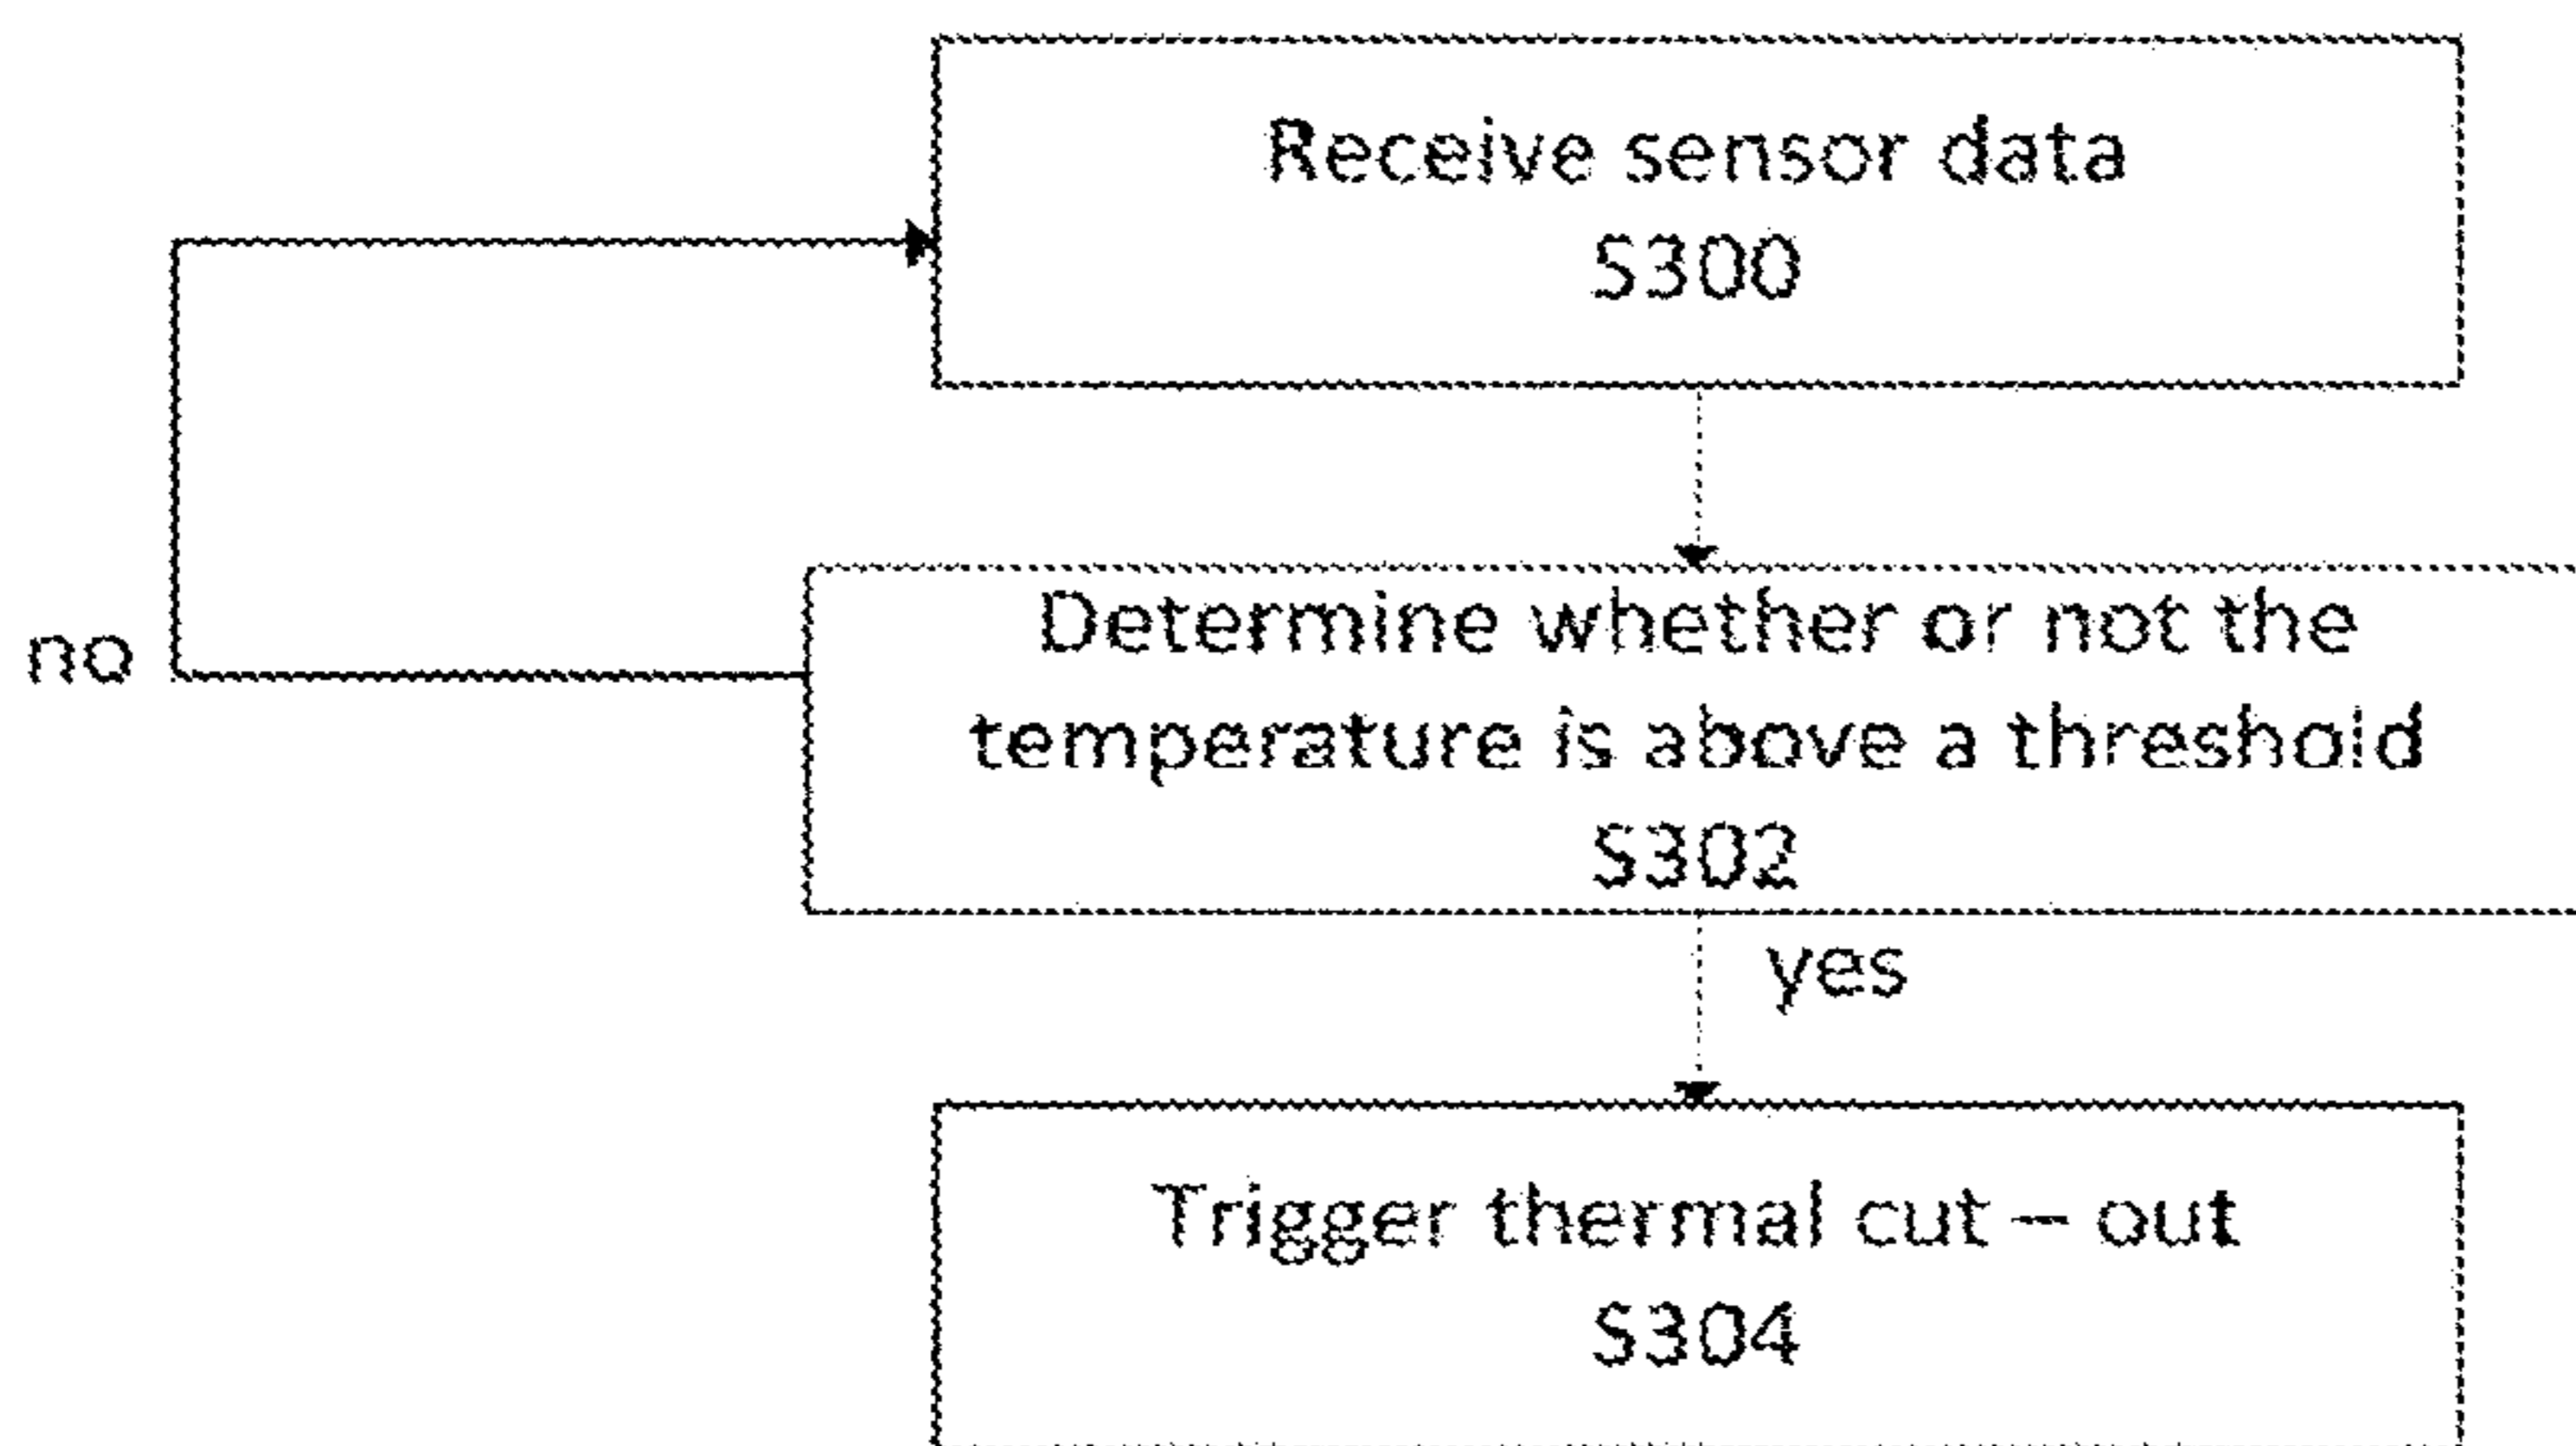 Receive sensor data
S300
Determine whether or not the
temperature is above a threshold
S302
no
yes
Trigger thermal cut – out
S304